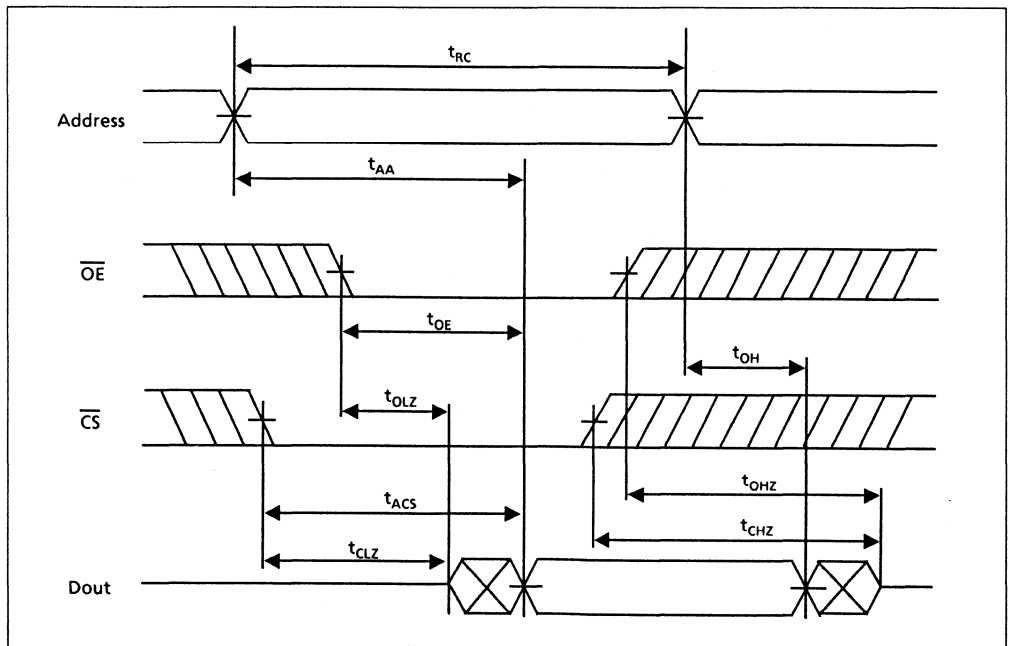 tRC
Address
tAA
OE
tOE
tOH
tOLZ
CS
tOHZ
tACS
tCHZ
tCLZ
Dout